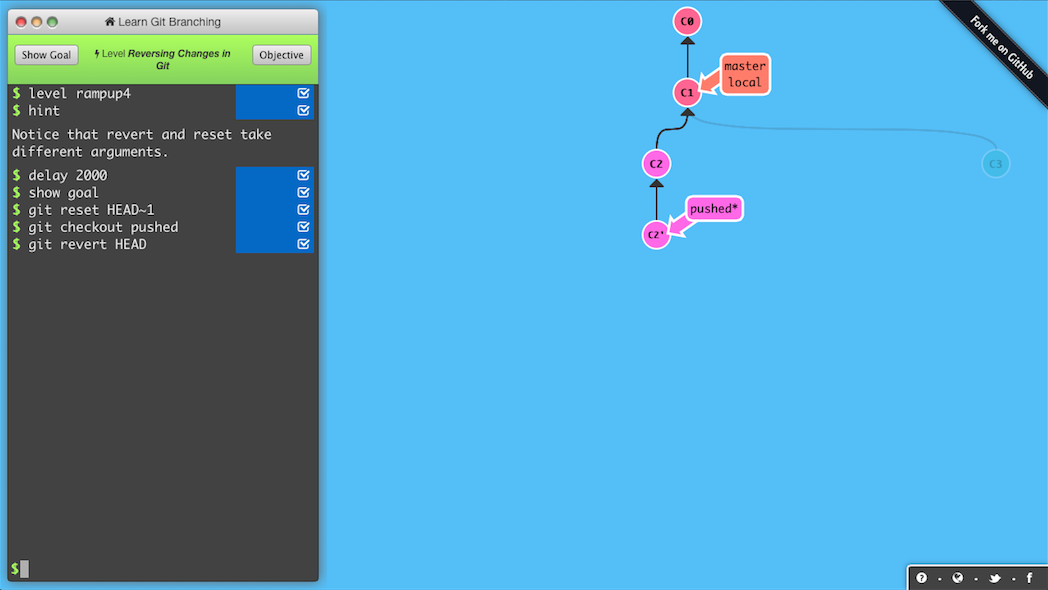 Learn Git Branching
Show Goal
Level Reversing Changes in
Git
Objective
$ level rampup4
$ hint
Notice that revert and reset take
different arguments.
$ delay 2000
$ show goal
$ git reset HEAD~1
$ git checkout pushed
$ git revert HEAD
$
C0
master
local
C1
C2
C3
pushed*
C2'
Fork me on GitHub